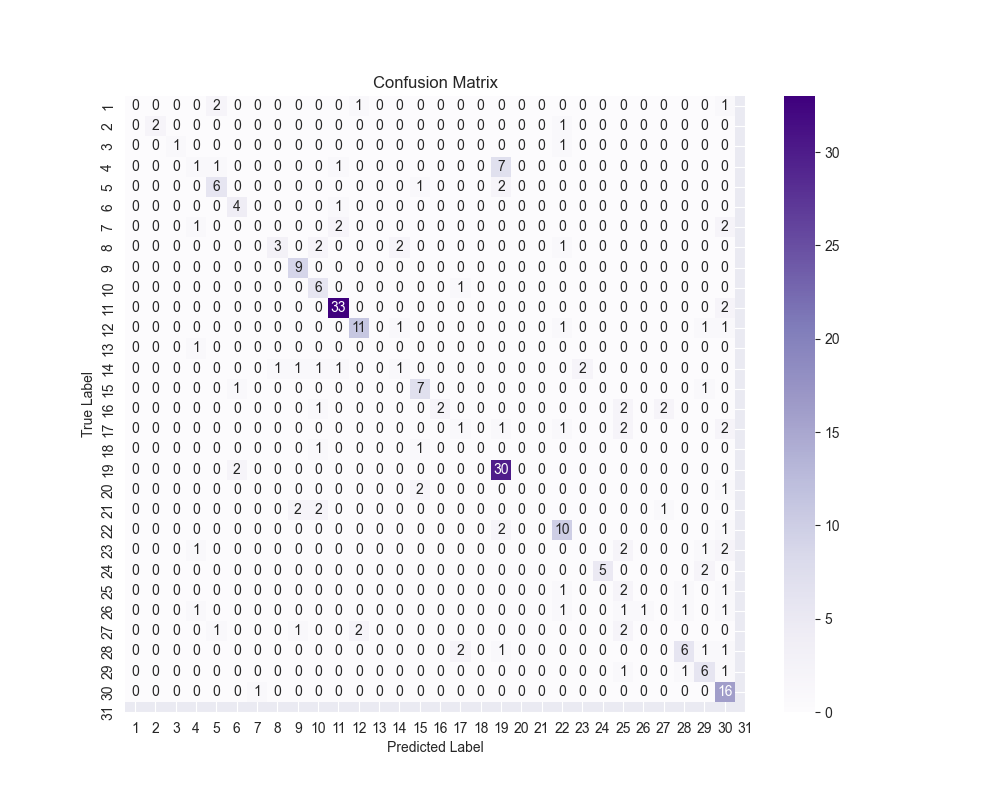 Confusion Matrix
True Label
1 0 0 0 0 2 0 0 0 0 0 0 1 0 0 0 0 0 0 0 0 0 0 0 0 0 0 0 0 0 1
2 0 2 0 0 0 0 0 0 0 0 0 0 0 0 0 0 0 0 0 0 0 1 0 0 0 0 0 0 0 0
3 0 0 1 0 0 0 0 0 0 0 0 0 0 0 0 0 0 0 0 0 0 1 0 0 0 0 0 0 0 0
4 0 0 0 1 1 0 0 0 0 0 1 0 0 0 0 0 0 0 7 0 0 0 0 0 0 0 0 0 0 0
5 0 0 0 0 6 0 0 0 0 0 0 0 0 0 1 0 0 0 2 0 0 0 0 0 0 0 0 0 0 0
6 0 0 0 0 0 4 0 0 0 0 1 0 0 0 0 0 0 0 0 0 0 0 0 0 0 0 0 0 0 0
7 0 0 0 1 0 0 0 0 0 0 2 0 0 0 0 0 0 0 0 0 0 0 0 0 0 0 0 0 0 2
8 0 0 0 0 0 0 0 3 0 2 0 0 0 2 0 0 0 0 0 0 0 1 0 0 0 0 0 0 0 0
9 0 0 0 0 0 0 0 0 9 0 0 0 0 0 0 0 0 0 0 0 0 0 0 0 0 0 0 0 0 0
10 0 0 0 0 0 0 0 0 0 6 0 0 0 0 0 0 1 0 0 0 0 0 0 0 0 0 0 0 0 0
11 0 0 0 0 0 0 0 0 0 0 33 0 0 0 0 0 0 0 0 0 0 0 0 0 0 0 0 0 0 2
12 0 0 0 0 0 0 0 0 0 0 0 11 0 1 0 0 0 0 0 0 0 1 0 0 0 0 0 0 1 1
13 0 0 0 1 0 0 0 0 0 0 0 0 0 0 0 0 0 0 0 0 0 0 0 0 0 0 0 0 0 0
14 0 0 0 0 0 0 0 1 1 1 1 0 0 1 0 0 0 0 0 0 0 0 2 0 0 0 0 0 0 0
15 0 0 0 0 0 1 0 0 0 0 0 0 0 0 7 0 0 0 0 0 0 0 0 0 0 0 0 0 1 0
16 0 0 0 0 0 0 0 0 0 1 0 0 0 0 0 2 0 0 0 0 0 0 0 0 2 0 2 0 0 0
17 0 0 0 0 0 0 0 0 0 0 0 0 0 0 0 0 1 0 1 0 0 1 0 0 2 0 0 0 0 2
18 0 0 0 0 0 0 0 0 0 1 0 0 0 0 1 0 0 0 0 0 0 0 0 0 0 0 0 0 0 0
19 0 0 0 0 0 2 0 0 0 0 0 0 0 0 0 0 0 0 30 0 0 0 0 0 0 0 0 0 0 0
20 0 0 0 0 0 0 0 0 0 0 0 0 0 0 2 0 0 0 0 0 0 0 0 0 0 0 0 0 0 1
21 0 0 0 0 0 0 0 0 2 2 0 0 0 0 0 0 0 0 0 0 0 0 0 0 0 0 1 0 0 0
22 0 0 0 0 0 0 0 0 0 0 0 0 0 0 0 0 0 0 2 0 0 10 0 0 0 0 0 0 0 1
23 0 0 0 1 0 0 0 0 0 0 0 0 0 0 0 0 0 0 0 0 0 0 0 0 2 0 0 0 1 2
24 0 0 0 0 0 0 0 0 0 0 0 0 0 0 0 0 0 0 0 0 0 0 0 5 0 0 0 0 2 0
25 0 0 0 0 0 0 0 0 0 0 0 0 0 0 0 0 0 0 0 0 0 1 0 0 2 0 0 1 0 1
26 0 0 0 1 0 0 0 0 0 0 0 0 0 0 0 0 0 0 0 0 0 1 0 0 1 1 0 1 0 1
27 0 0 0 0 1 0 0 0 1 0 0 2 0 0 0 0 0 0 0 0 0 0 0 0 2 0 0 0 0 0
28 0 0 0 0 0 0 0 0 0 0 0 0 0 0 0 0 2 0 1 0 0 0 0 0 0 0 0 6 1 1
29 0 0 0 0 0 0 0 0 0 0 0 0 0 0 0 0 0 0 0 0 0 0 0 0 1 0 0 1 6 1
30 0 0 0 0 0 0 1 0 0 0 0 0 0 0 0 0 0 0 0 0 0 0 0 0 0 0 0 0 0 16
31
1 2 3 4 5 6 7 8 9 10 11 12 13 14 15 16 17 18 19 20 21 22 23 24 25 26 27 28 29 30 31
Predicted Label
30
25
20
15
10
5
0